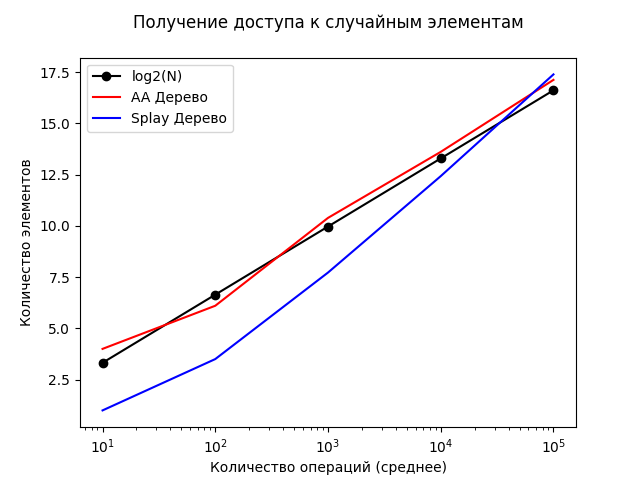 Получение доступа к случайным элементам
log2(N)
АА Дерево
Splay Дерево
Количество элементов
17.5
15.0
12.5
10.0
7.5
5.0
2.5
10¹ 10² 10³ 10⁴ 10⁵
Количество операций (среднее)